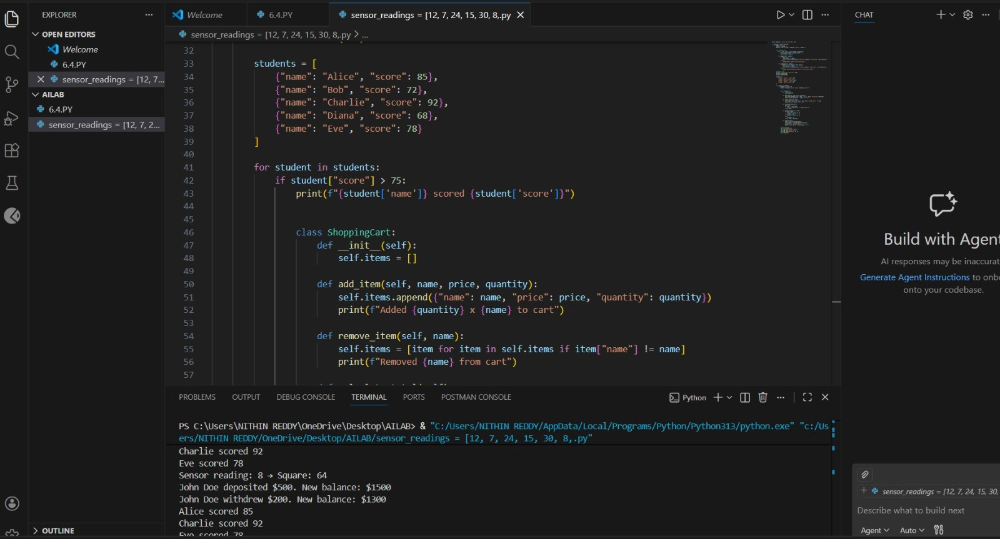 EXPLORER
OPEN EDITORS
Welcome
6.4.PY
sensor_readings = [12, 7...
AILAB
6.4.PY
sensor_readings = [12, 7, 2...
OUTLINE
Welcome
6.4.PY
sensor_readings = [12, 7, 24, 15, 30, 8,.py
sensor_readings = [12, 7, 24, 15, 30, 8,.py > ...
32
33 students = [
34 {"name": "Alice", "score": 85},
35 {"name": "Bob", "score": 72},
36 {"name": "Charlie", "score": 92},
37 {"name": "Diana", "score": 68},
38 {"name": "Eve", "score": 78}
39 ]
40
41 for student in students:
42 if student["score"] > 75:
43 print(f"{student['name']} scored {student['score']}")
44
45
46 class ShoppingCart:
47 def __init__(self):
48 self.items = []
49
50 def add_item(self, name, price, quantity):
51 self.items.append({"name": name, "price": price, "quantity": quantity})
52 print(f"Added {quantity} x {name} to cart")
53
54 def remove_item(self, name):
55 self.items = [item for item in self.items if item["name"] != name]
56 print(f"Removed {name} from cart")
57
PROBLEMS OUTPUT DEBUG CONSOLE TERMINAL PORTS POSTMAN CONSOLE
Python
PS C:\Users\NITHIN REDDY\OneDrive\Desktop\AILAB> & "C:/Users/NITHIN REDDY/AppData/Local/Programs/Python/Python313/python.exe" "c:/Us
ers/NITHIN REDDY/OneDrive/Desktop/AILAB/sensor_readings = [12, 7, 24, 15, 30, 8,.py"
Charlie scored 92
Eve scored 78
Sensor reading: 8 → Square: 64
John Doe deposited $500. New balance: $1500
John Doe withdrew $200. New balance: $1300
Alice scored 85
Charlie scored 92
Eve scored 78
CHAT
Build with Agent
AI responses may be inaccurat
Generate Agent Instructions to onb
onto your codebase.
sensor_readings = [12, 7, 24, 15, 30,
Describe what to build next
Agent Auto